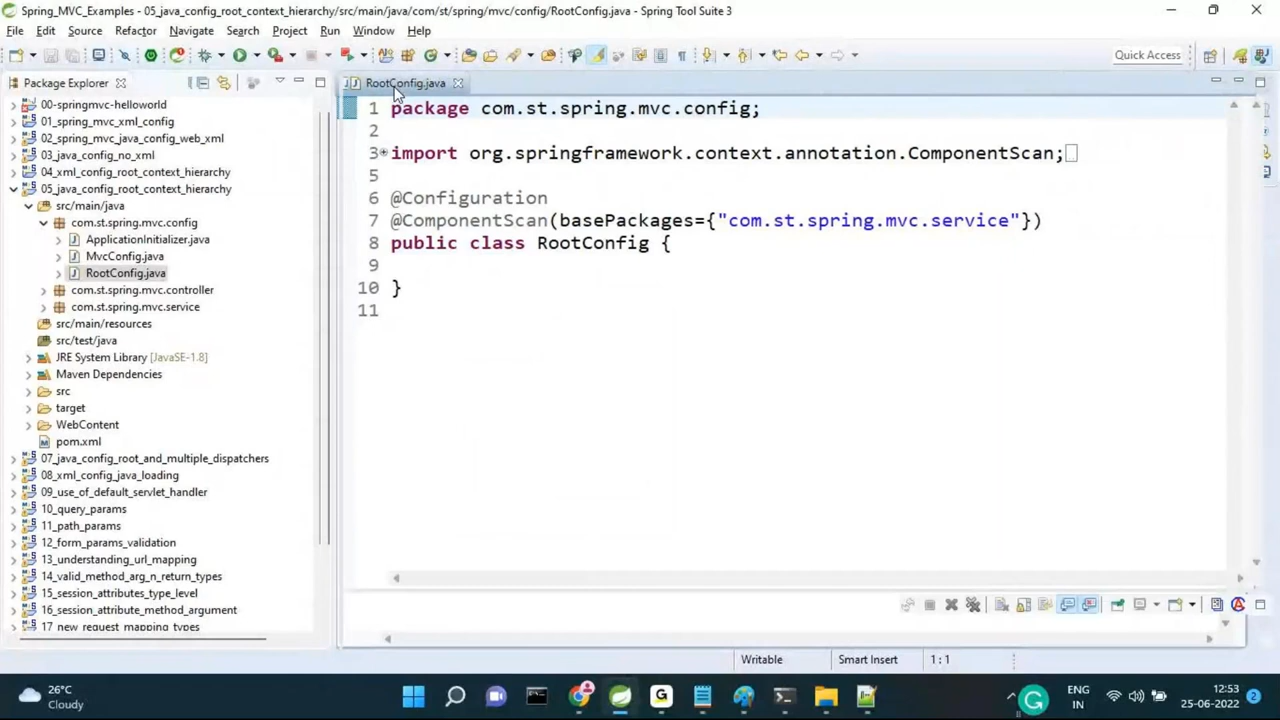 Spring_MVC_Examples - 05_java_config_root_context_hierarchy/src/main/java/com/st/spring/mvc/config/RootConfig.java - Spring Tool Suite 3
File Edit Source Refactor Navigate Search Project Run Window Help
Quick Access
Package Explorer
00-springmvc-helloworld
01_spring_mvc_xml_config
02_spring_mvc_java_config_web_xml
03_java_config_no_xml
04_xml_config_root_context_hierarchy
05_java_config_root_context_hierarchy
src/main/java
com.st.spring.mvc.config
ApplicationInitializer.java
MvcConfig.java
RootConfig.java
com.st.spring.mvc.controller
com.st.spring.mvc.service
src/main/resources
src/test/java
JRE System Library [JavaSE-1.8]
Maven Dependencies
src
target
WebContent
pom.xml
07_java_config_root_and_multiple_dispatchers
08_xml_config_java_loading
09_use_of_default_servlet_handler
10_query_params
11_path_params
12_form_params_validation
13_understanding_url_mapping
14_valid_method_arg_n_return_types
15_session_attributes_type_level
16_session_attribute_method_argument
17_new_request_mapping_types
RootConfig.java
1 package com.st.spring.mvc.config;
2
3 import org.springframework.context.annotation.ComponentScan;
5
6 @Configuration
7 @ComponentScan(basePackages={"com.st.spring.mvc.service"})
8 public class RootConfig {
9
10 }
11
Writable Smart Insert 1 : 1
26°C
Cloudy
ENG
IN
12:53
25-06-2022
2